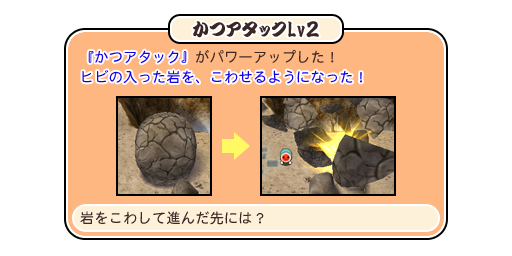 かつアタックLv2
『かつアタック』がパワーアップした！
ヒビの入った岩を、こわせるようになった！
岩をこわして進んだ先には？